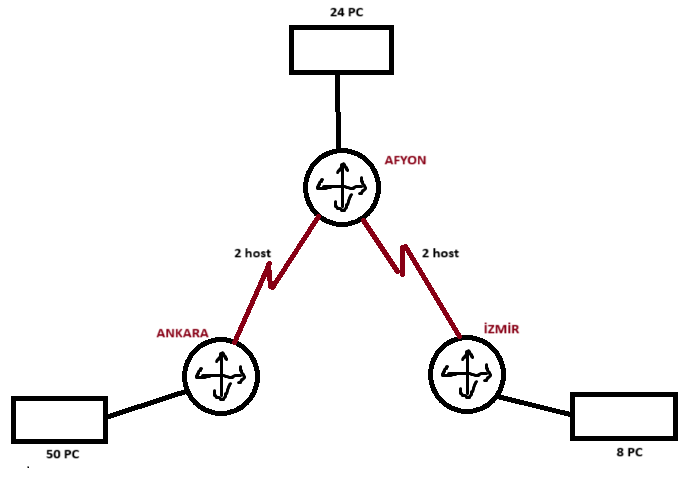 24 PC
AFYON
2 host
2 host
ANKARA
İZMİR
50 PC
8 PC